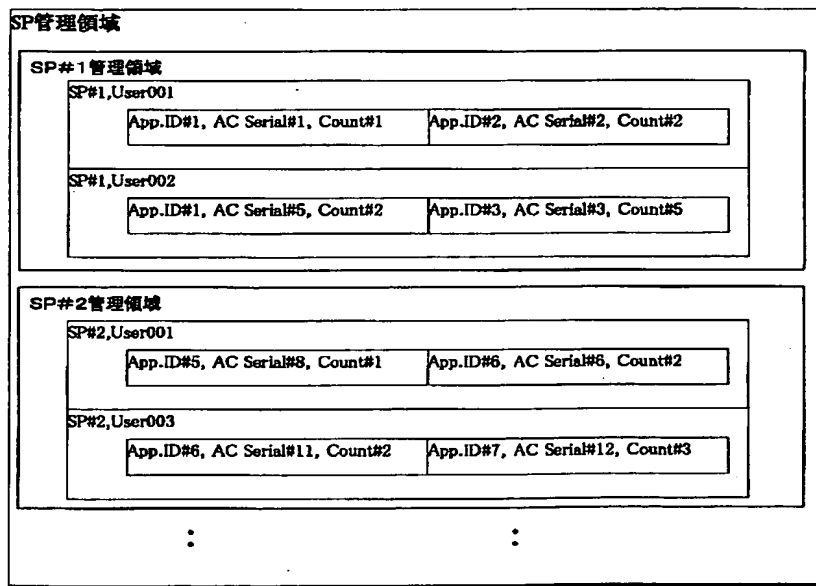 SP管理領域
SP#1管理領域
SP#1,User001
App.ID#1, AC Serial#1, Count#1 App.ID#2, AC Serial#2, Count#2
SP#1,User002
App.ID#1, AC Serial#5, Count#2 App.ID#3, AC Serial#3, Count#5
SP#2管理領域
SP#2,User001
App.ID#5, AC Serial#8, Count#1 App.ID#6, AC Serial#6, Count#2
SP#2,User003
App.ID#6, AC Serial#11, Count#2 App.ID#7, AC Serial#12, Count#3